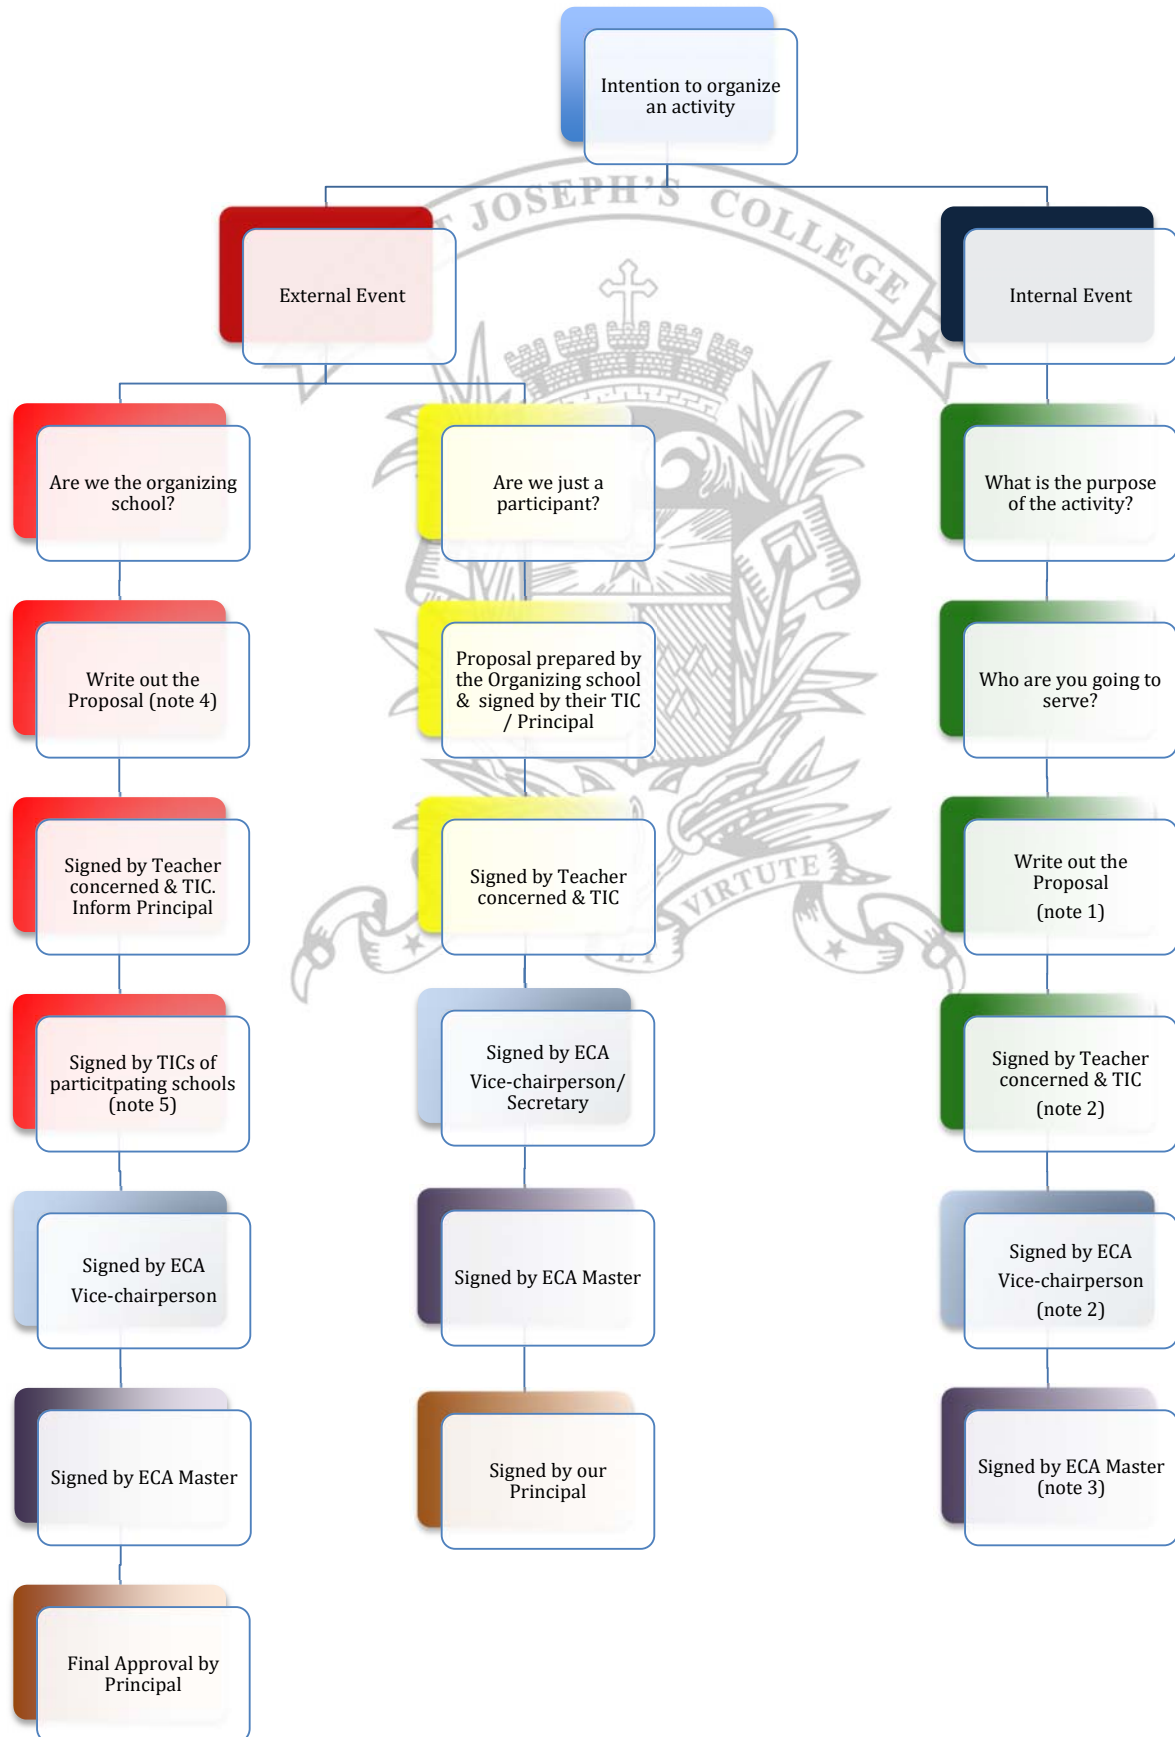 Intention to organize
an activity
T JOSEPH'S COLLEGE
External Event
Internal Event
Are we the organizing
school?
Are we just a
participant?
What is the purpose
of the activity?
Write out the
Proposal (note 4)
Proposal prepared by
the Organizing school
& signed by their TIC
/ Principal
Who are you going to
serve?
Signed by Teacher
concerned & TIC.
Inform Principal
Signed by Teacher
concerned & TIC
Write out the
Proposal
(note 1)
ET VIRTUTE
Signed by TICs of
particitpating schools
(note 5)
Signed by ECA
Vice-chairperson/
Secretary
Signed by Teacher
concerned & TIC
(note 2)
Signed by ECA
Vice-chairperson
Signed by ECA Master
Signed by ECA
Vice-chairperson
(note 2)
Signed by ECA Master
Signed by our
Principal
Signed by ECA Master
(note 3)
Final Approval by
Principal